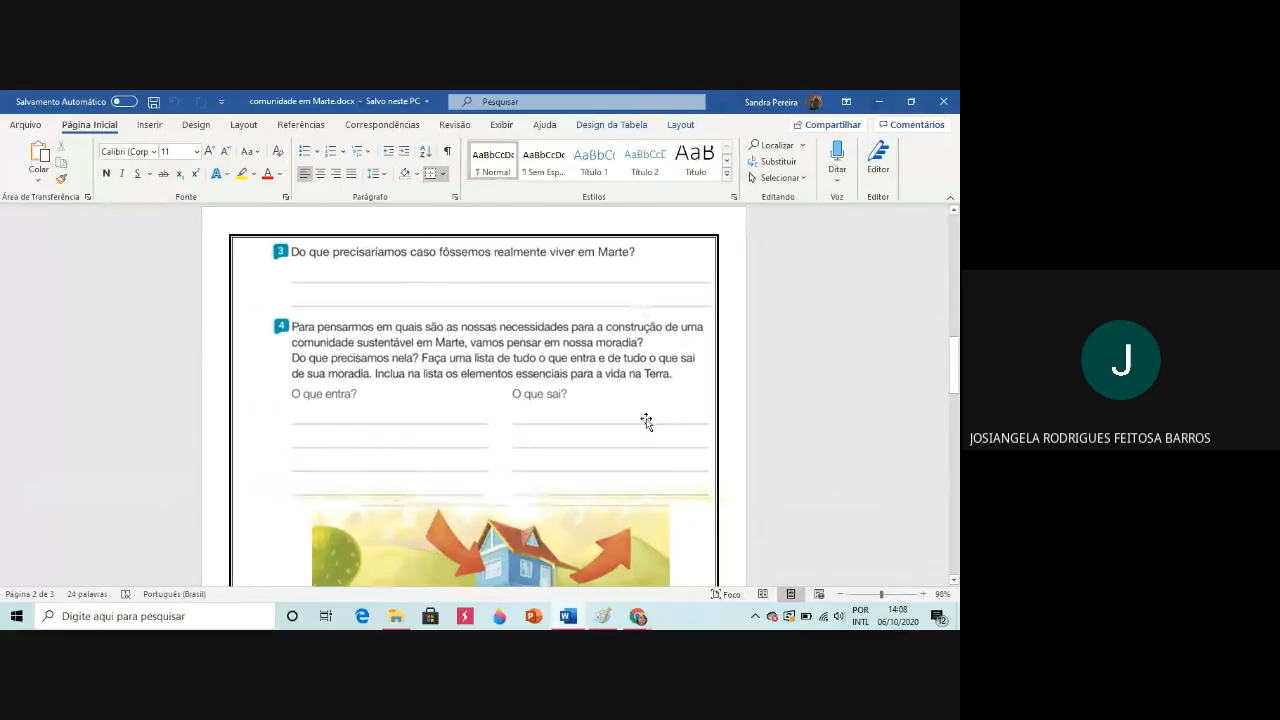 Salvamento Automático
comunidade em Marte.docx - Salvo neste PC
Pesquisar
Sandra Pereira
Arquivo Página Inicial Inserir Design Layout Referências Correspondências Revisão Exibir Ajuda Design da Tabela Layout Compartilhar Comentários
Colar
Calibri (Corp 11
Aa
N I S ab x₂ x² A A
AaBbCcDc AaBbCcDc AaBbCc AaBbCcC AaB
¶ Normal ¶ Sem Esp... Título 1 Título 2 Título
Localizar
Substituir
Selecionar
Ditar
Editor
Área de Transferência Fonte Parágrafo Estilos Editando Voz Editor
3 Do que precisaríamos caso fôssemos realmente viver em Marte?
4 Para pensarmos em quais são as nossas necessidades para a construção de uma
comunidade sustentável em Marte, vamos pensar em nossa moradia?
Do que precisamos nela? Faça uma lista de tudo o que entra e de tudo o que sai
de sua moradia. Inclua na lista os elementos essenciais para a vida na Terra.
O que entra? O que sai?
Página 2 de 3 24 palavras Português (Brasil) Foco 98%
Digite aqui para pesquisar
POR
INTL
14:08
06/10/2020
12
J
JOSIANGELA RODRIGUES FEITOSA BARROS